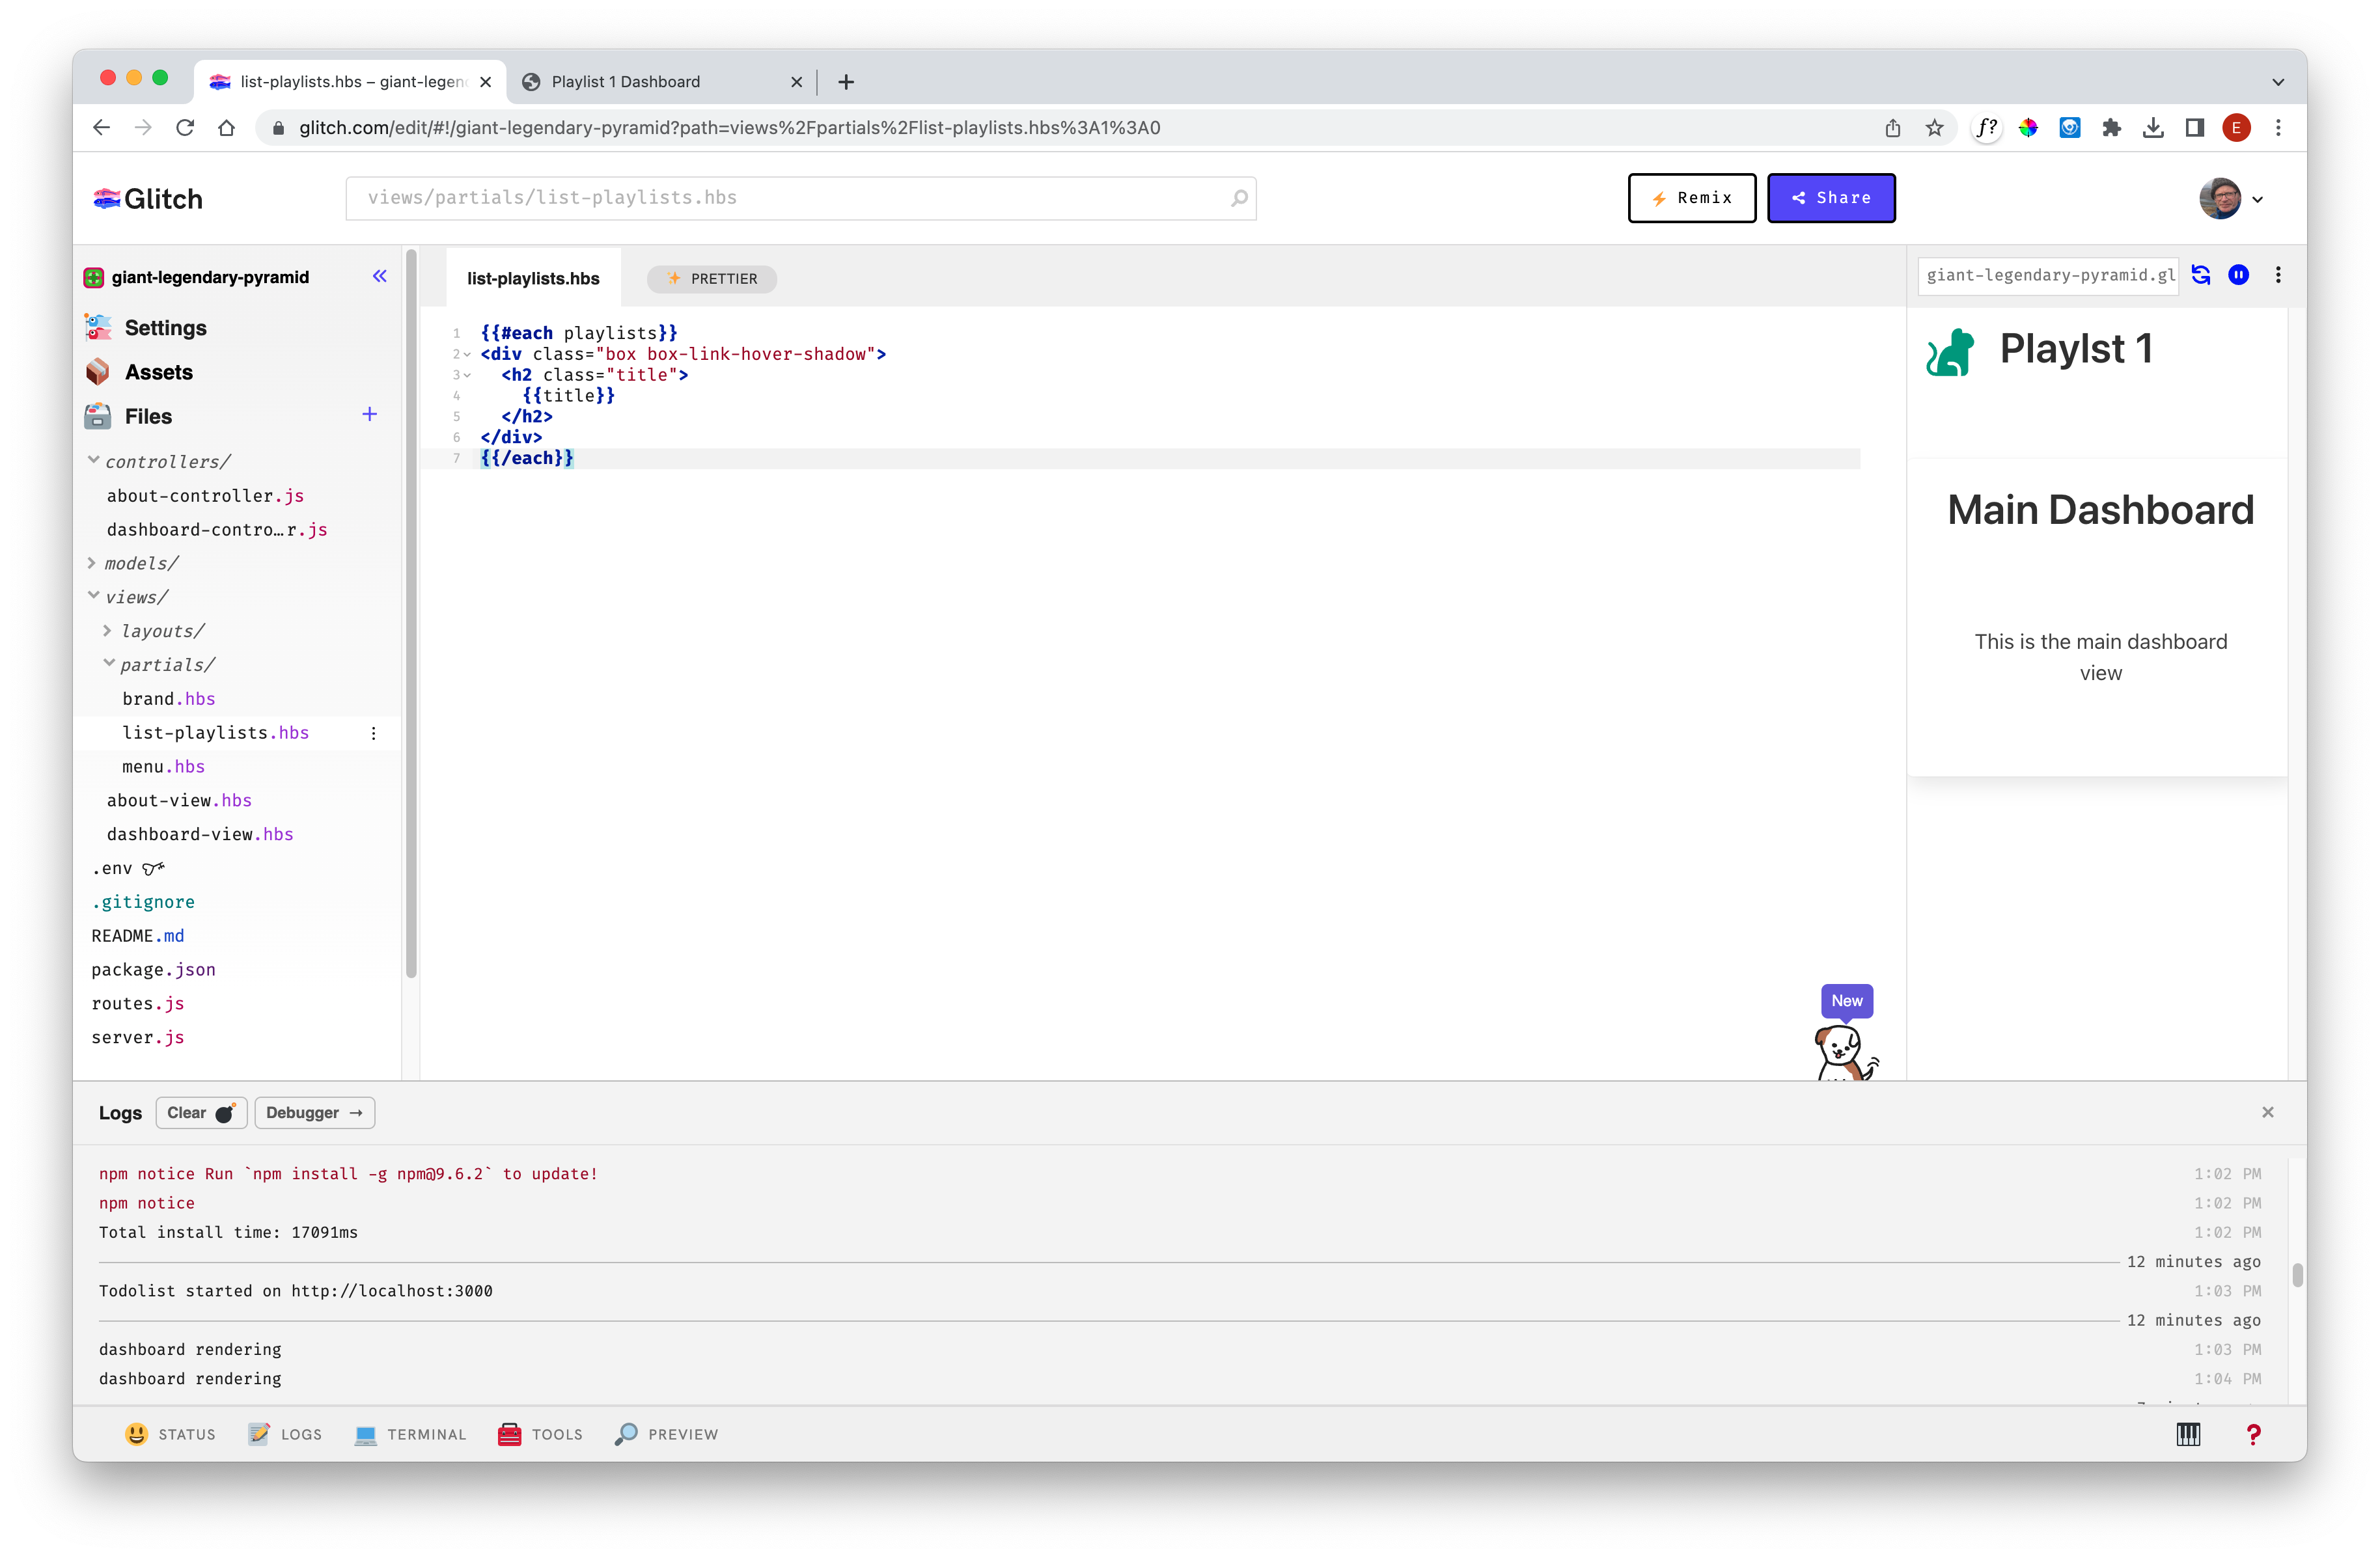 list-playlists.hbs – giant-legen
Playlist 1 Dashboard
glitch.com/edit/#!/giant-legendary-pyramid?path=views%2Fpartials%2Flist-playlists.hbs%3A1%3A0
f?
E
Glitch
views/partials/list-playlists.hbs
Remix
Share
giant-legendary-pyramid
Settings
Assets
Files
controllers/
about-controller.js
dashboard-contro…r.js
models/
views/
layouts/
partials/
brand.hbs
list-playlists.hbs
menu.hbs
about-view.hbs
dashboard-view.hbs
.env
.gitignore
README.md
package.json
routes.js
server.js
list-playlists.hbs
PRETTIER
1 {{#each playlists}}
2 <div class="box box-link-hover-shadow">
3 <h2 class="title">
4 {{title}}
5 </h2>
6 </div>
7 {{/each}}
New
giant-legendary-pyramid.gl
Playlst 1
Main Dashboard
This is the main dashboard
view
Logs
Clear
Debugger →
npm notice Run `npm install -g npm@9.6.2` to update! 1:02 PM
npm notice 1:02 PM
Total install time: 17091ms 1:02 PM
12 minutes ago
Todolist started on http://localhost:3000 1:03 PM
12 minutes ago
dashboard rendering 1:03 PM
dashboard rendering 1:04 PM
STATUS
LOGS
TERMINAL
TOOLS
PREVIEW
?